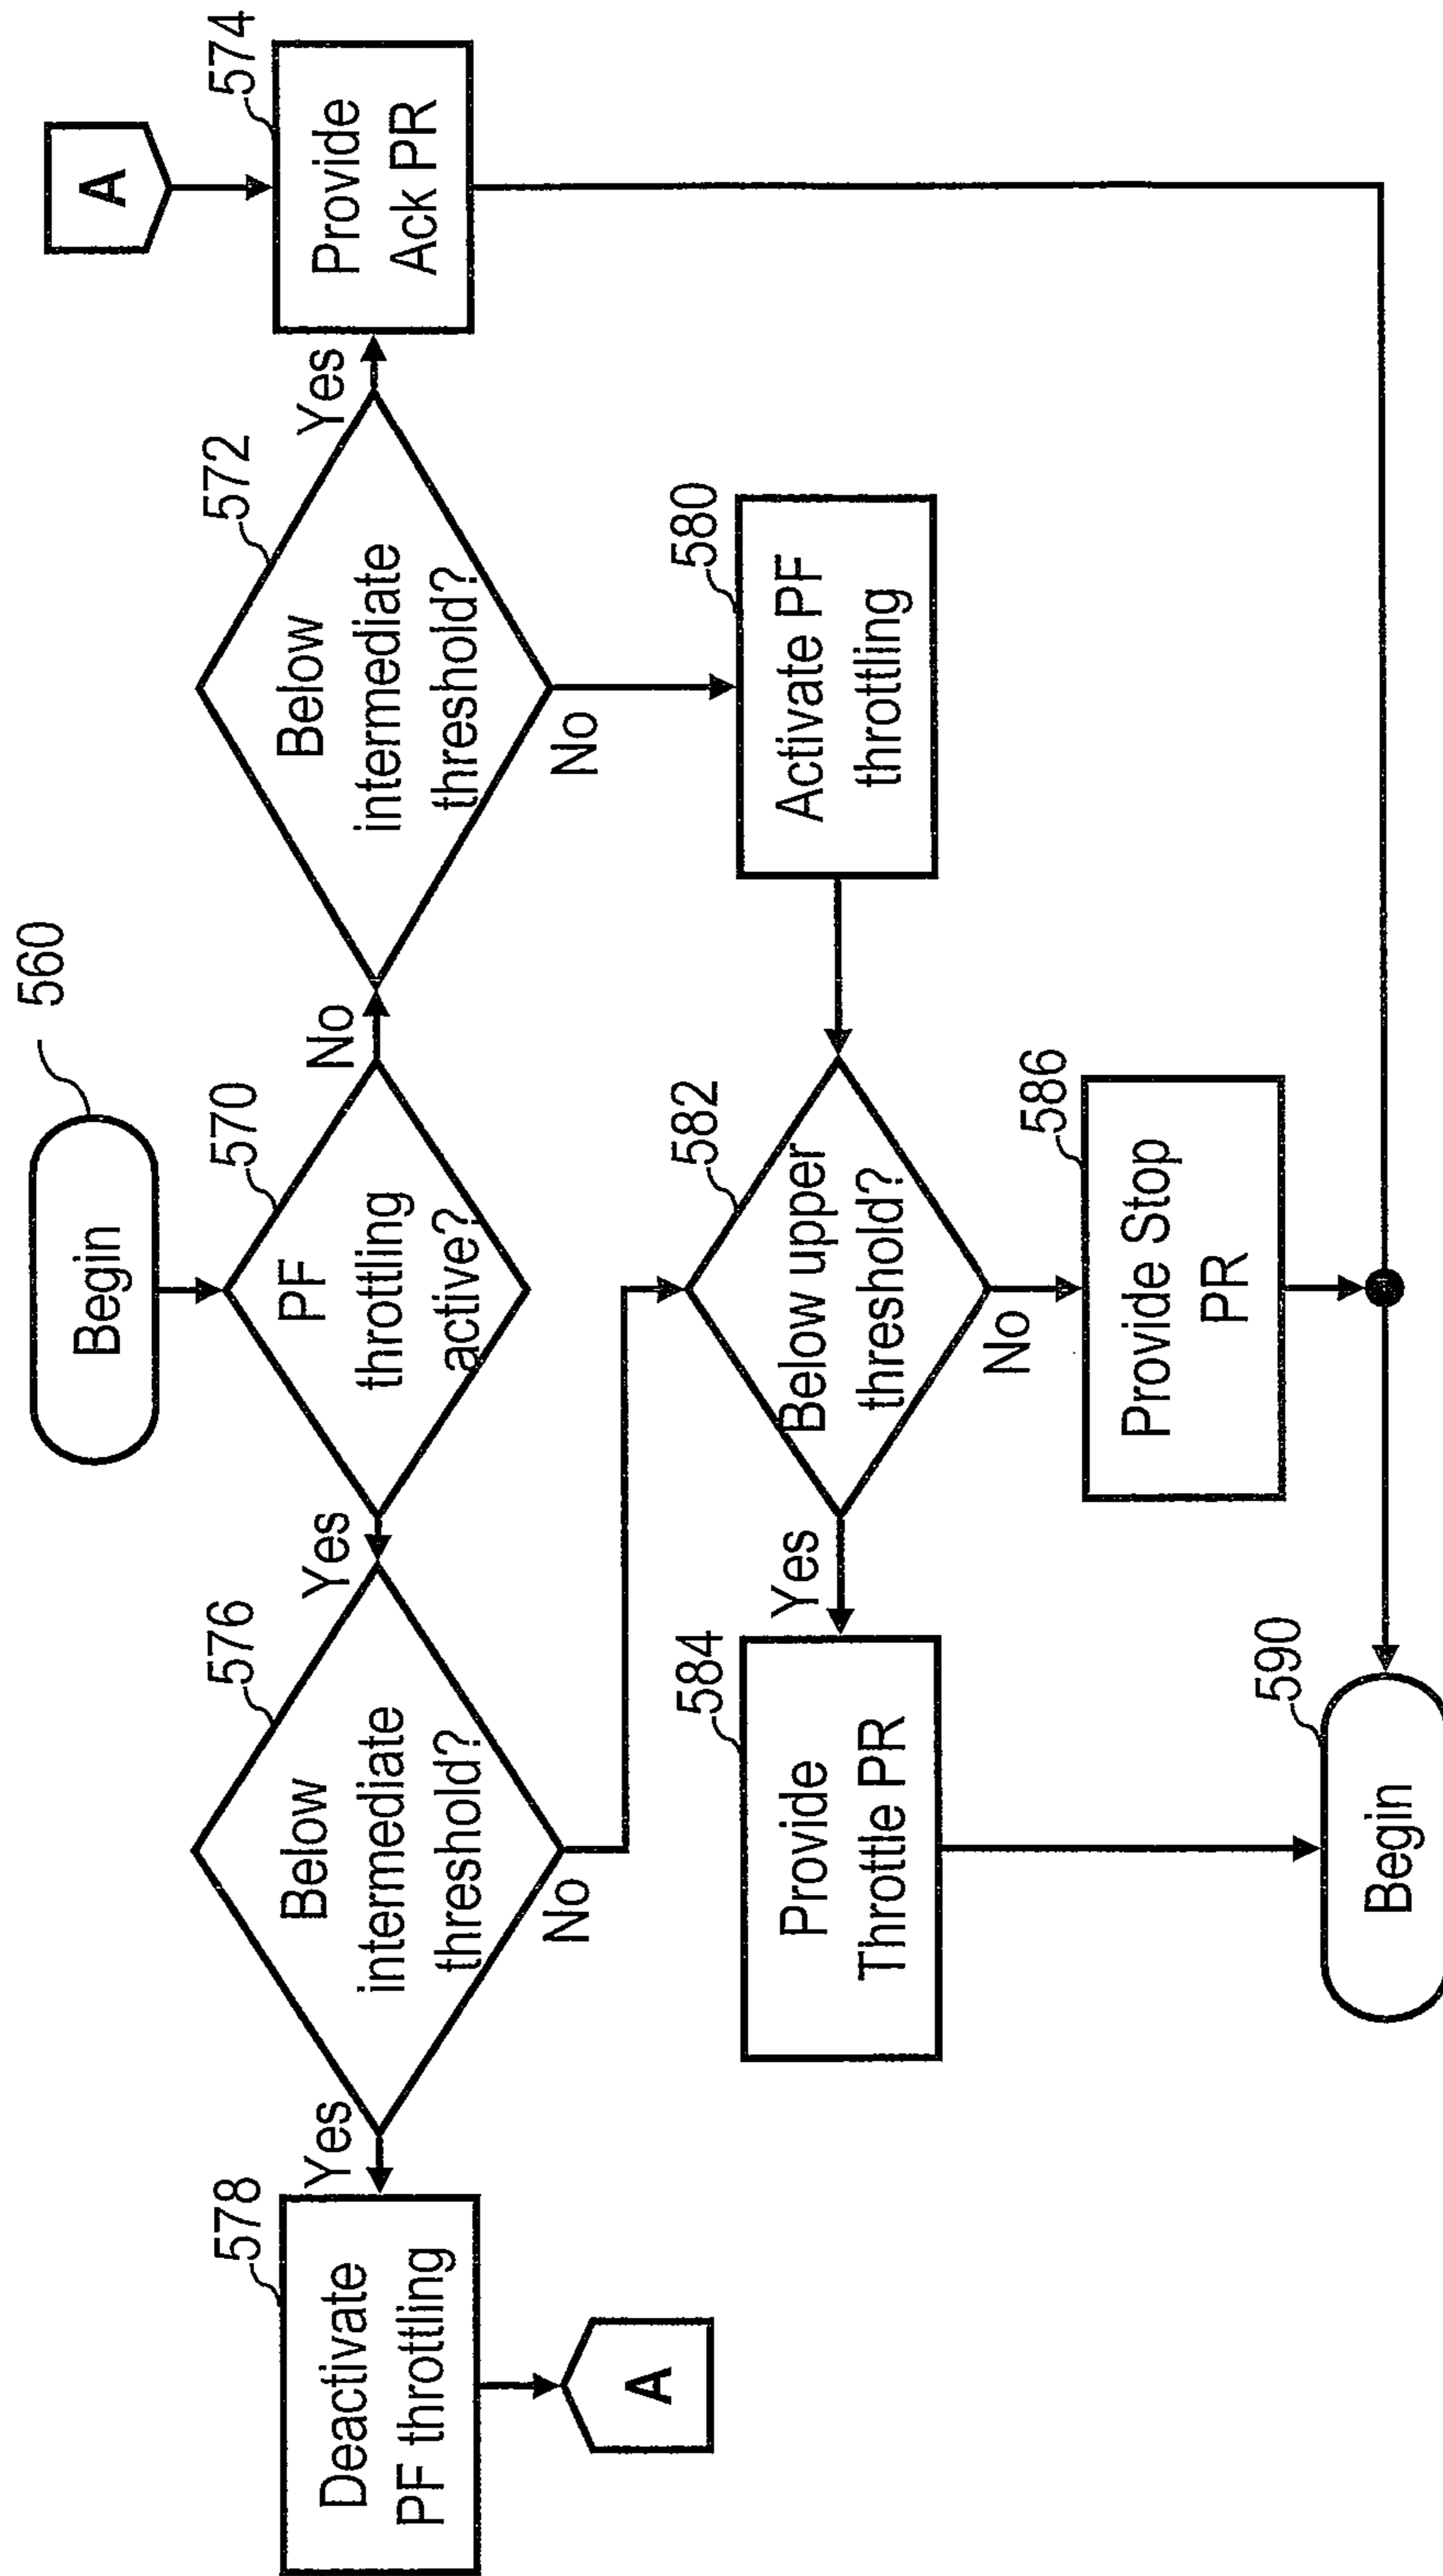 560
Begin
570
PF
throttling
active?
Yes
No
576
Below
intermediate
threshold?
Yes
No
572
Below
intermediate
threshold?
Yes
No
578
Deactivate
PF throttling
A
A
574
Provide
Ack PR
580
Activate PF
throttling
582
Below upper
threshold?
Yes
No
584
Provide
Throttle PR
586
Provide Stop
PR
590
Begin